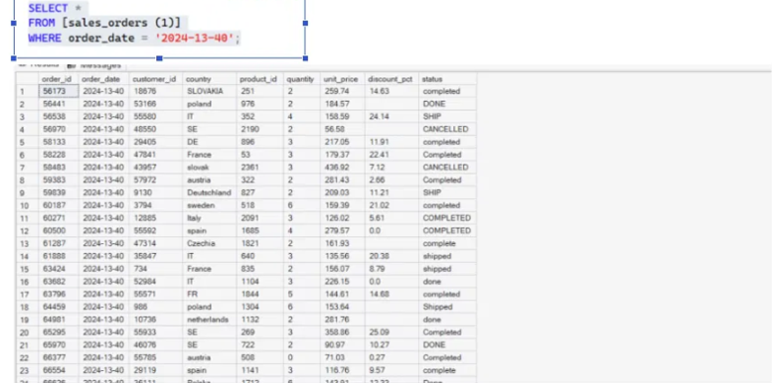 SELECT *
FROM [sales_orders (1)]
WHERE order_date = '2024-13-40';
order_id order_date customer_id country product_id quantity unit_price discount_pct status
1 56173 2024-13-40 18676 SLOVAKIA 251 2 259.74 14.63 completed
2 56441 2024-13-40 53166 poland 976 2 184.57 DONE
3 56538 2024-13-40 55580 IT 352 4 158.59 24.14 SHIP
4 56970 2024-13-40 48550 SE 2190 2 56.58 CANCELLED
5 58133 2024-13-40 29405 DE 896 3 217.05 11.91 completed
6 58228 2024-13-40 47841 France 53 3 179.37 22.41 Completed
7 58483 2024-13-40 43957 slovak 2361 3 436.92 7.12 CANCELLED
8 59383 2024-13-40 57972 austria 322 2 281.43 2.66 Completed
9 59839 2024-13-40 9130 Deutschland 827 2 209.03 11.21 SHIP
10 60187 2024-13-40 3794 sweden 518 6 159.39 21.02 completed
11 60271 2024-13-40 12885 Italy 2091 3 126.02 5.61 COMPLETED
12 60500 2024-13-40 55592 spain 1685 4 279.57 0.0 COMPLETED
13 61287 2024-13-40 47314 Czechia 1821 2 161.93 complete
14 61888 2024-13-40 35847 IT 640 3 135.56 20.38 shipped
15 63424 2024-13-40 734 France 835 2 156.07 8.79 shipped
16 63682 2024-13-40 52984 IT 1104 3 226.15 0.0 done
17 63796 2024-13-40 55571 FR 1844 5 144.61 14.68 completed
18 64459 2024-13-40 986 poland 1304 6 153.64 Shipped
19 64981 2024-13-40 10736 netherlands 1132 2 281.76 done
20 65295 2024-13-40 55933 SE 269 3 358.86 25.09 Completed
21 65970 2024-13-40 46076 SE 722 2 90.97 10.27 DONE
22 66377 2024-13-40 55785 austria 508 0 71.03 0.27 Completed
23 66554 2024-13-40 29119 spain 1141 3 116.76 9.57 complete